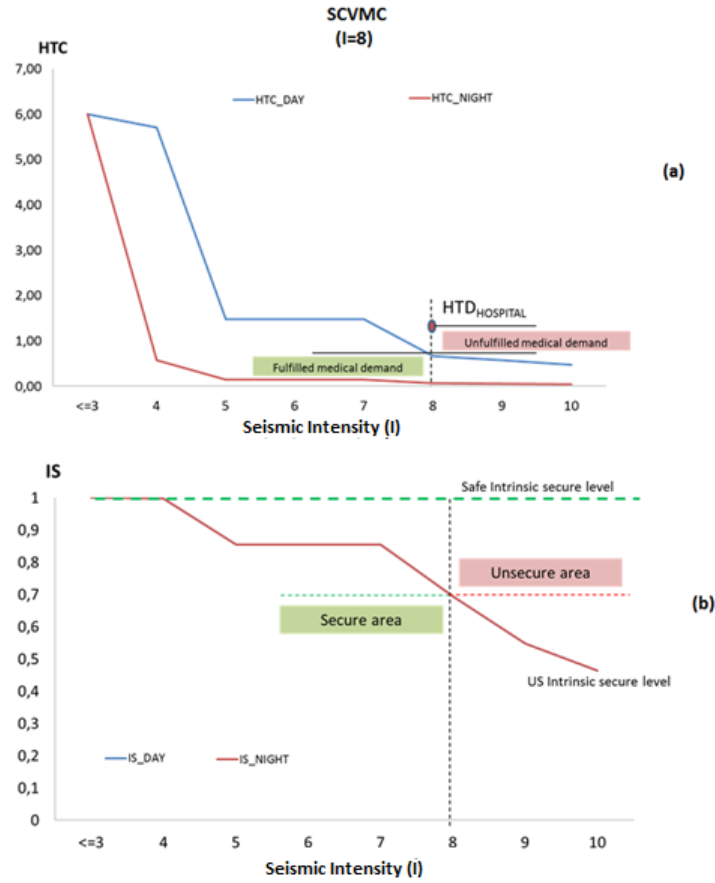 SCVMC
(I=8)
HTC
7,00
6,00
5,00
4,00
3,00
2,00
1,00
0,00
HTC_DAY
HTC_NIGHT
(a)
HTD HOSPITAL
Unfulfilled medical demand
Fulfilled medical demand
<=3 4 5 6 7 8 9 10
Seismic Intensity (I)
IS
1
0,9
0,8
0,7
0,6
0,5
0,4
0,3
0,2
0,1
0
Safe Intrinsic secure level
Unsecure area
(b)
Secure area
US Intrinsic secure level
IS_DAY
IS_NIGHT
<=3 4 5 6 7 8 9 10
Seismic Intensity (I)